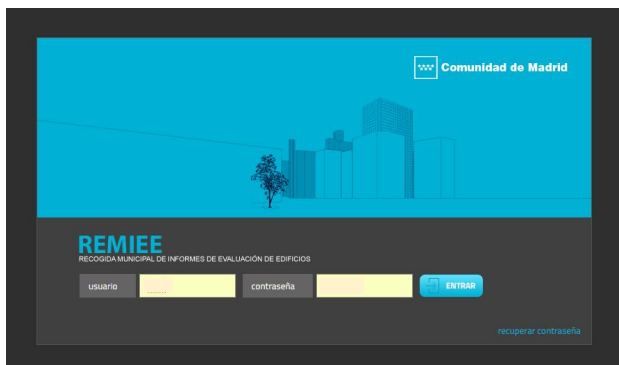 Comunidad de Madrid
REMIEE
RECOGIDA MUNICIPAL DE INFORMES DE EVALUACIÓN DE EDIFICIOS
usuario
contraseña
ENTRAR
recuperar contraseña